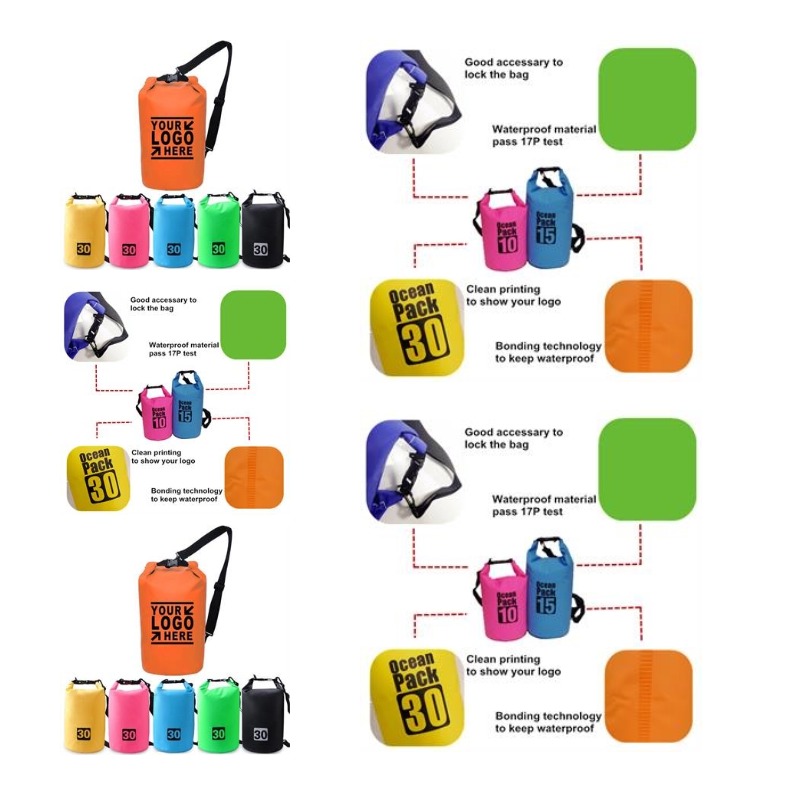 YOUR
LOGO
HERE
30
30
30
30
30
Good accessary to
lock the bag
Waterproof material
pass 17P test
Ocean
Pack
10
Ocean
Pack
15
Ocean
Pack
30
Clean printing
to show your logo
Bonding technology
to keep waterproof
YOUR
LOGO
HERE
30
30
30
30
30
Good accessary to
lock the bag
Waterproof material
pass 17P test
Ocean
Pack
10
Ocean
Pack
15
Ocean
Pack
30
Clean printing
to show your logo
Bonding technology
to keep waterproof
Good accessary to
lock the bag
Waterproof material
pass 17P test
Ocean
Pack
10
Ocean
Pack
15
Ocean
Pack
30
Clean printing
to show your logo
Bonding technology
to keep waterproof